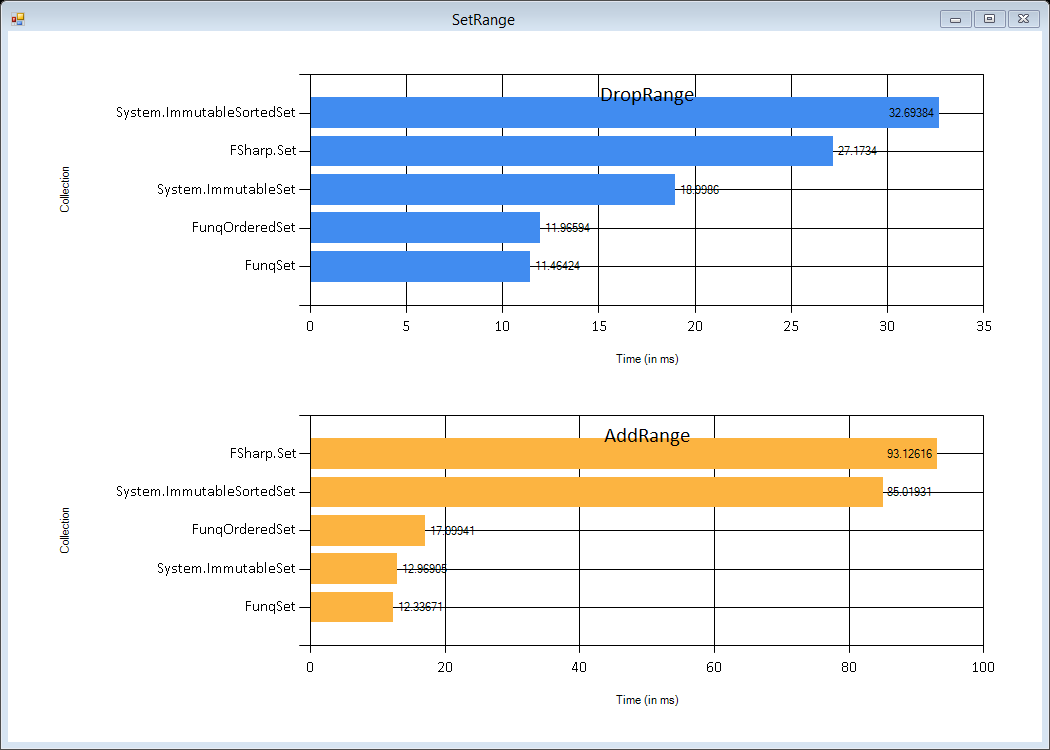 SetRange
DropRange
Collection
System.ImmutableSortedSet
32.69384
FSharp.Set
27.1734
System.ImmutableSet
18.9986
FunqOrderedSet
11.96594
FunqSet
11.46424
0 5 10 15 20 25 30 35
Time (in ms)
AddRange
Collection
FSharp.Set
93.12616
System.ImmutableSortedSet
85.01931
FunqOrderedSet
17.09941
System.ImmutableSet
12.96905
FunqSet
12.33671
0 20 40 60 80 100
Time (in ms)